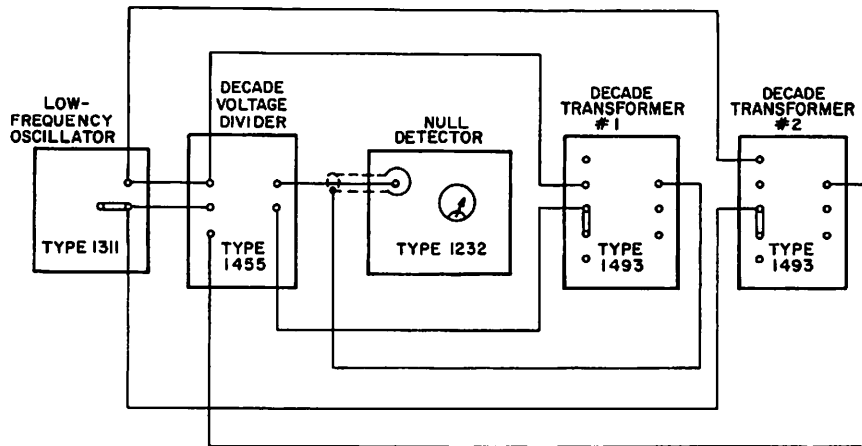 LOW-
FREQUENCY
OSCILLATOR
TYPE 1311
DECADE
VOLTAGE
DIVIDER
TYPE
1455
NULL
DETECTOR
TYPE 1232
DECADE
TRANSFORMER
#1
TYPE
1493
DECADE
TRANSFORMER
#2
TYPE
1493